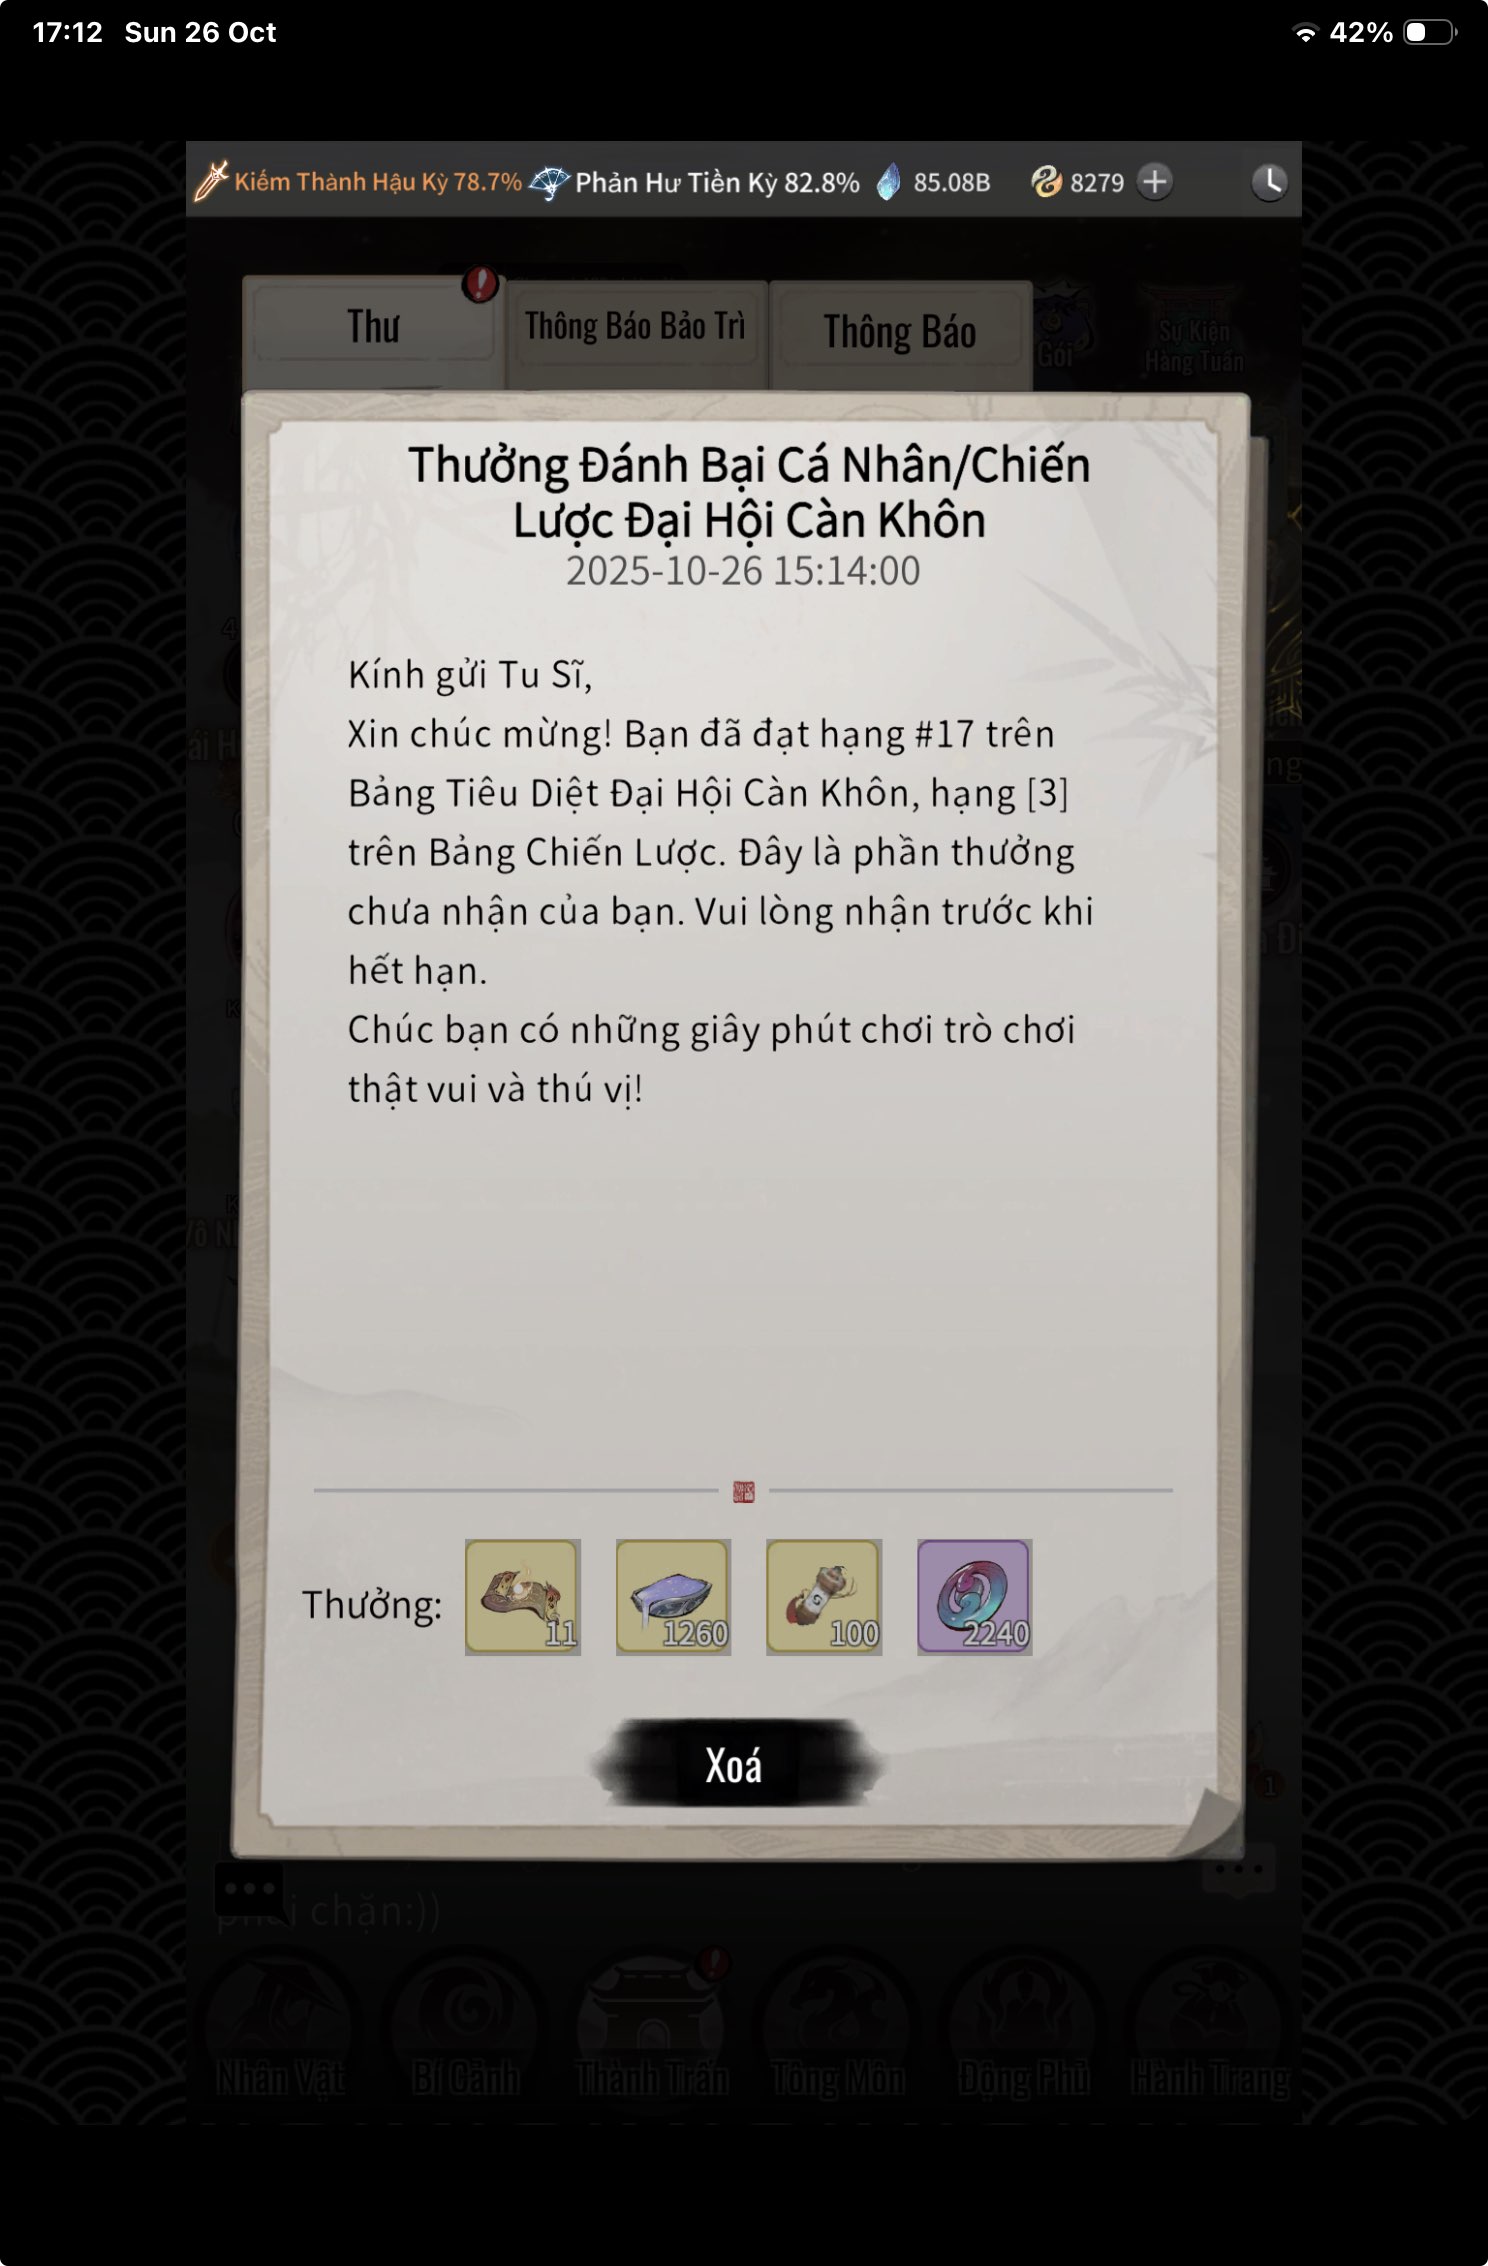 17:12 Sun 26 Oct 42%
Kiếm Thành Hậu Kỳ 78.7% Phản Hư Tiền Kỳ 82.8% 85.08B 8279
Thư Thông Báo Bảo Trì Thông Báo
Gói
Sự Kiện
Hàng Tuần
Thưởng Đánh Bại Cá Nhân/Chiến
Lược Đại Hội Càn Khôn
2025-10-26 15:14:00
Kính gửi Tu Sĩ,
Xin chúc mừng! Bạn đã đạt hạng #17 trên
Bảng Tiêu Diệt Đại Hội Càn Khôn, hạng [3]
trên Bảng Chiến Lược. Đây là phần thưởng
chưa nhận của bạn. Vui lòng nhận trước khi
hết hạn.
Chúc bạn có những giây phút chơi trò chơi
thật vui và thú vị!
Thưởng: 11 1260 100 2240
Xoá
1
chặn:))
Nhân Vật Bí Cảnh Thành Trấn Tông Môn Động Phủ Hành Trang